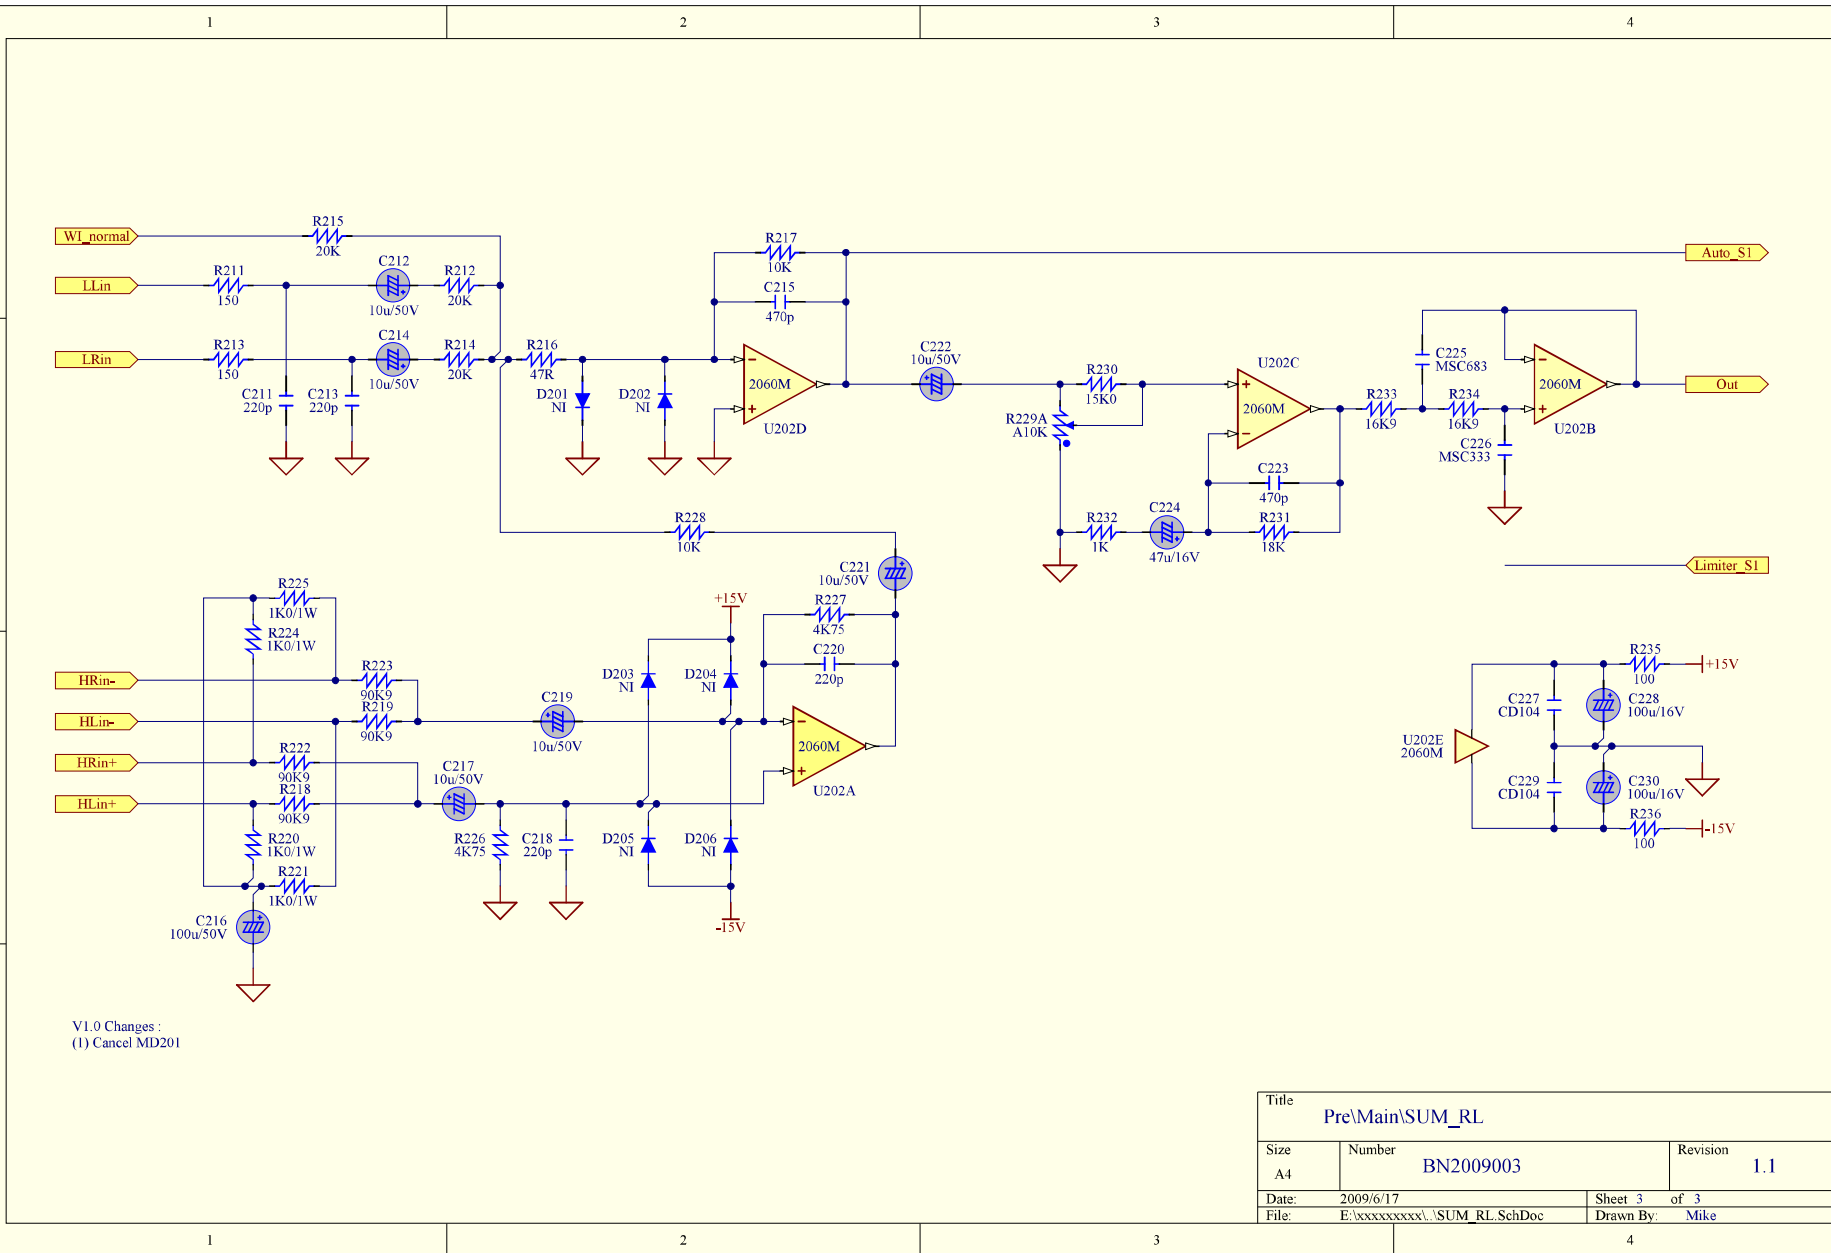 1 2 3 4
WI_normal
R215
20K
LLin
R211
150
C212
10u/50V
R212
20K
LRin
R213
150
C214
10u/50V
R214
20K
R216
47R
C211
220p
C213
220p
D201
NI
D202
NI
R217
10K
C215
470p
2060M
U202D
Auto_S1
C222
10u/50V
R230
15K0
R229A
A10K
U202C
2060M
C223
470p
R232
1K
C224
47u/16V
R231
18K
R233
16K9
C225
MSC683
R234
16K9
C226
MSC333
2060M
U202B
Out
Limiter_S1
R228
10K
C221
10u/50V
R225
1K0/1W
R224
1K0/1W
HRin-
R223
90K9
HLin-
R219
90K9
HRin+
R222
90K9
HLin+
R218
90K9
R220
1K0/1W
R221
1K0/1W
C216
100u/50V
C219
10u/50V
C217
10u/50V
R226
4K75
C218
220p
+15V
D203
NI
D204
NI
D205
NI
D206
NI
-15V
R227
4K75
C220
220p
2060M
U202A
R235
100
+15V
C227
CD104
C228
100u/16V
U202E
2060M
C229
CD104
C230
100u/16V
R236
100
-15V
V1.0 Changes :
(1) Cancel MD201
Title
Pre\Main\SUM_RL
Size
A4
Number
BN2009003
Revision
1.1
Date: 2009/6/17 Sheet 3 of 3
File: E:\xxxxxxxxx\..\SUM_RL.SchDoc Drawn By: Mike
1 2 3 4